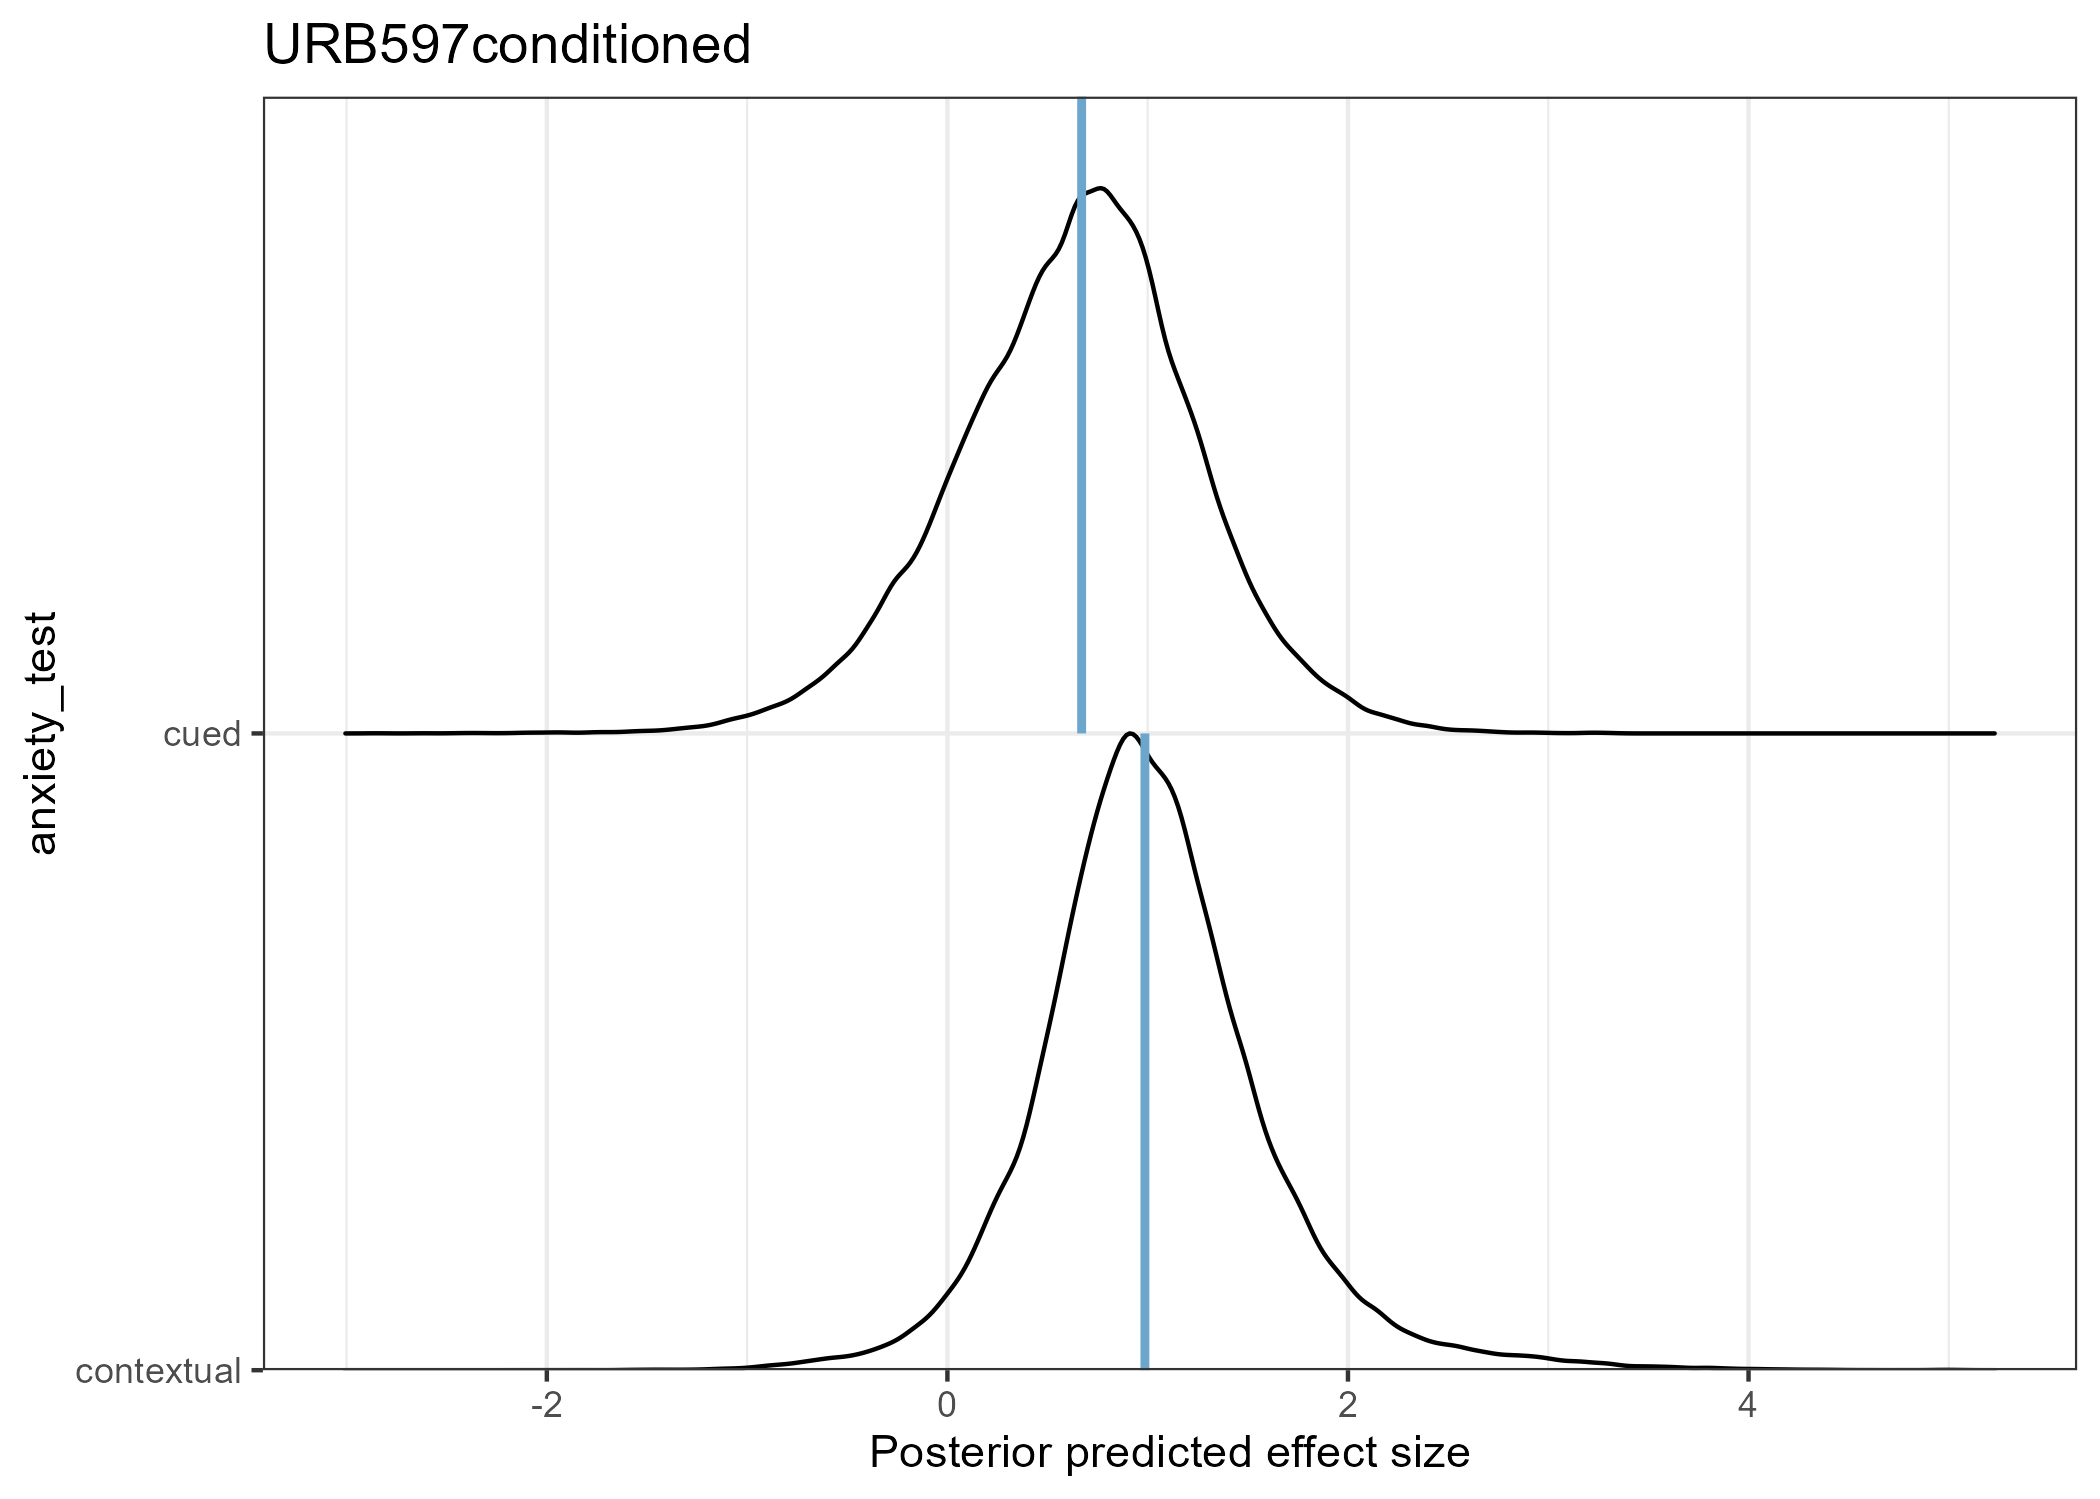 URB597conditioned
anxiety_test
cued
contextual
-2 0 2 4
Posterior predicted effect size